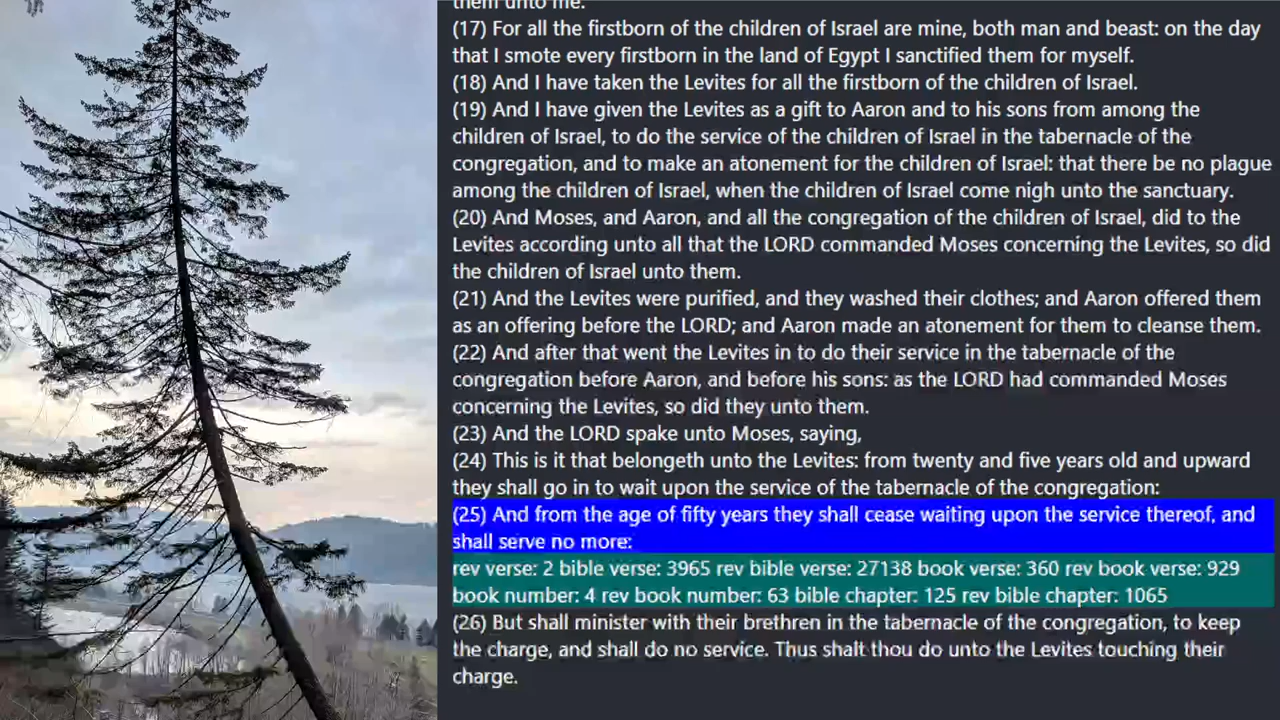 them unto me.
(17) For all the firstborn of the children of Israel are mine, both man and beast: on the day
that I smote every firstborn in the land of Egypt I sanctified them for myself.
(18) And I have taken the Levites for all the firstborn of the children of Israel.
(19) And I have given the Levites as a gift to Aaron and to his sons from among the
children of Israel, to do the service of the children of Israel in the tabernacle of the
congregation, and to make an atonement for the children of Israel: that there be no plague
among the children of Israel, when the children of Israel come nigh unto the sanctuary.
(20) And Moses, and Aaron, and all the congregation of the children of Israel, did to the
Levites according unto all that the LORD commanded Moses concerning the Levites, so did
the children of Israel unto them.
(21) And the Levites were purified, and they washed their clothes; and Aaron offered them
as an offering before the LORD; and Aaron made an atonement for them to cleanse them.
(22) And after that went the Levites in to do their service in the tabernacle of the
congregation before Aaron, and before his sons: as the LORD had commanded Moses
concerning the Levites, so did they unto them.
(23) And the LORD spake unto Moses, saying,
(24) This is it that belongeth unto the Levites: from twenty and five years old and upward
they shall go in to wait upon the service of the tabernacle of the congregation:
(25) And from the age of fifty years they shall cease waiting upon the service thereof, and
shall serve no more:
rev verse: 2 bible verse: 3965 rev bible verse: 27138 book verse: 360 rev book verse: 929
book number: 4 rev book number: 63 bible chapter: 125 rev bible chapter: 1065
(26) But shall minister with their brethren in the tabernacle of the congregation, to keep
the charge, and shall do no service. Thus shalt thou do unto the Levites touching their
charge.